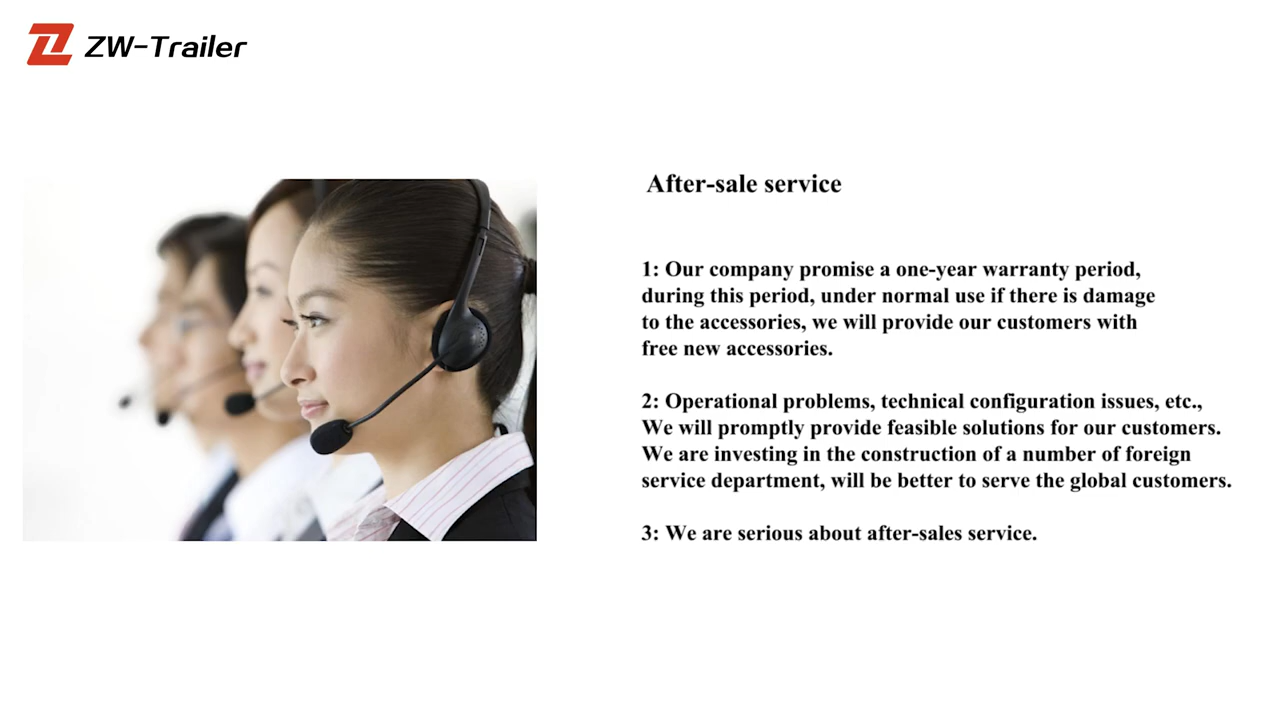 ZW-Trailer
After-sale service
1: Our company promise a one-year warranty period,
during this period, under normal use if there is damage
to the accessories, we will provide our customers with
free new accessories.
2: Operational problems, technical configuration issues, etc.,
We will promptly provide feasible solutions for our customers.
We are investing in the construction of a number of foreign
service department, will be better to serve the global customers.
3: We are serious about after-sales service.